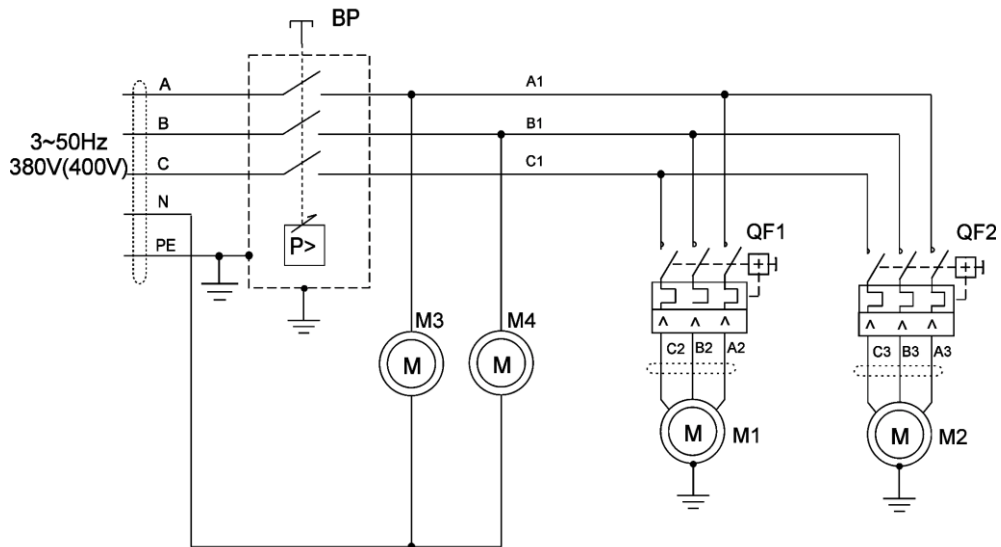 BP
A
A1
B
B1
3~50Hz
380V(400V)
C
C1
N
PE
P>
QF1
QF2
M3
M4
M
M
C2
B2
A2
C3
B3
A3
M
M1
M
M2